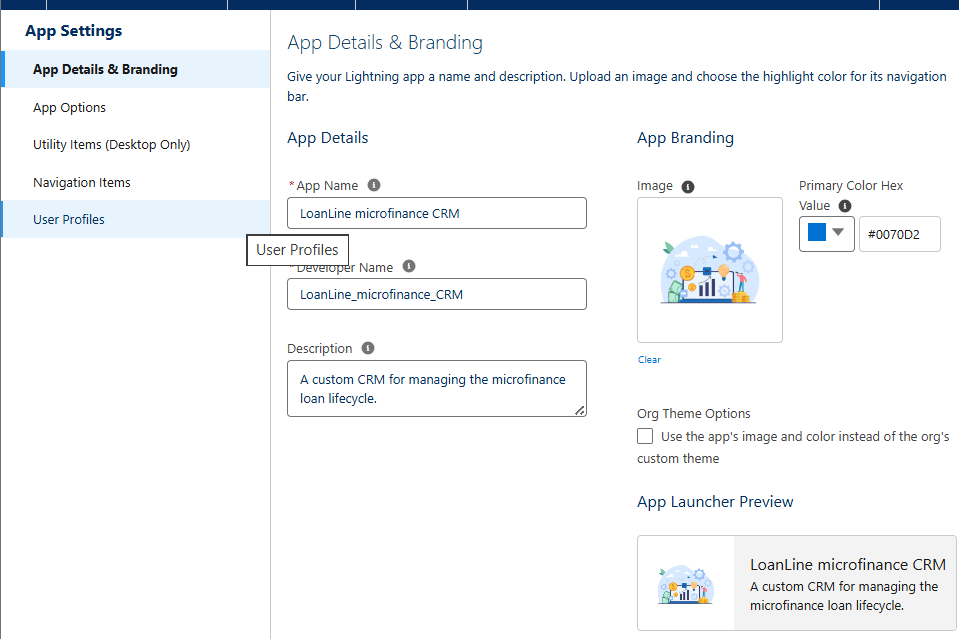 App Settings
App Details & Branding
App Options
Utility Items (Desktop Only)
Navigation Items
User Profiles
User Profiles
App Details & Branding
Give your Lightning app a name and description. Upload an image and choose the highlight color for its navigation
bar.
App Details
*App Name
LoanLine microfinance CRM
*Developer Name
LoanLine_microfinance_CRM
Description
A custom CRM for managing the microfinance
loan lifecycle.
App Branding
Image
Clear
Primary Color Hex
Value
#0070D2
Org Theme Options
Use the app's image and color instead of the org's
custom theme
App Launcher Preview
LoanLine microfinance CRM
A custom CRM for managing the
microfinance loan lifecycle.